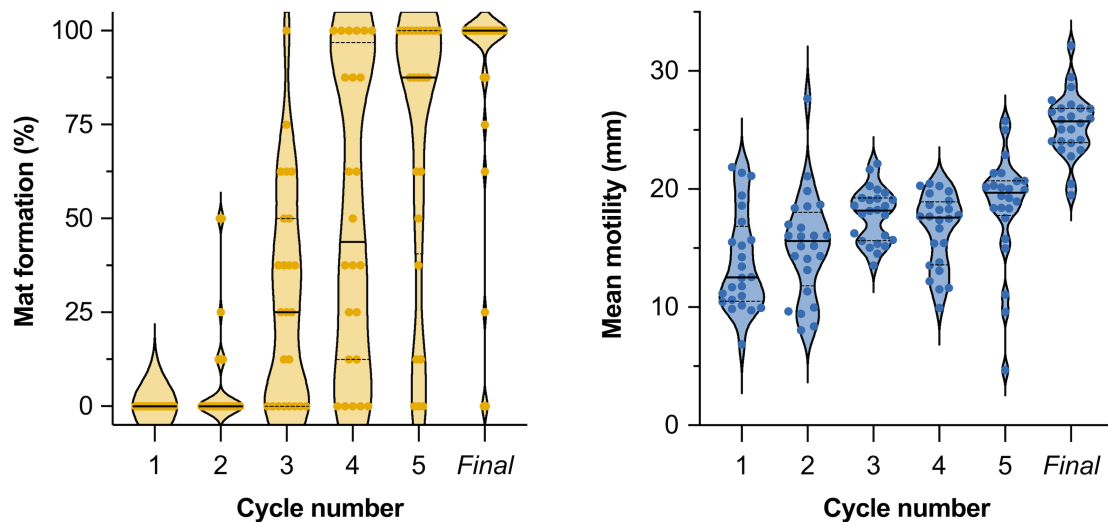 Mat formation (%)
100
75
50
25
0
1 2 3 4 5 Final
Cycle number
Mean motility (mm)
30
20
10
0
1 2 3 4 5 Final
Cycle number